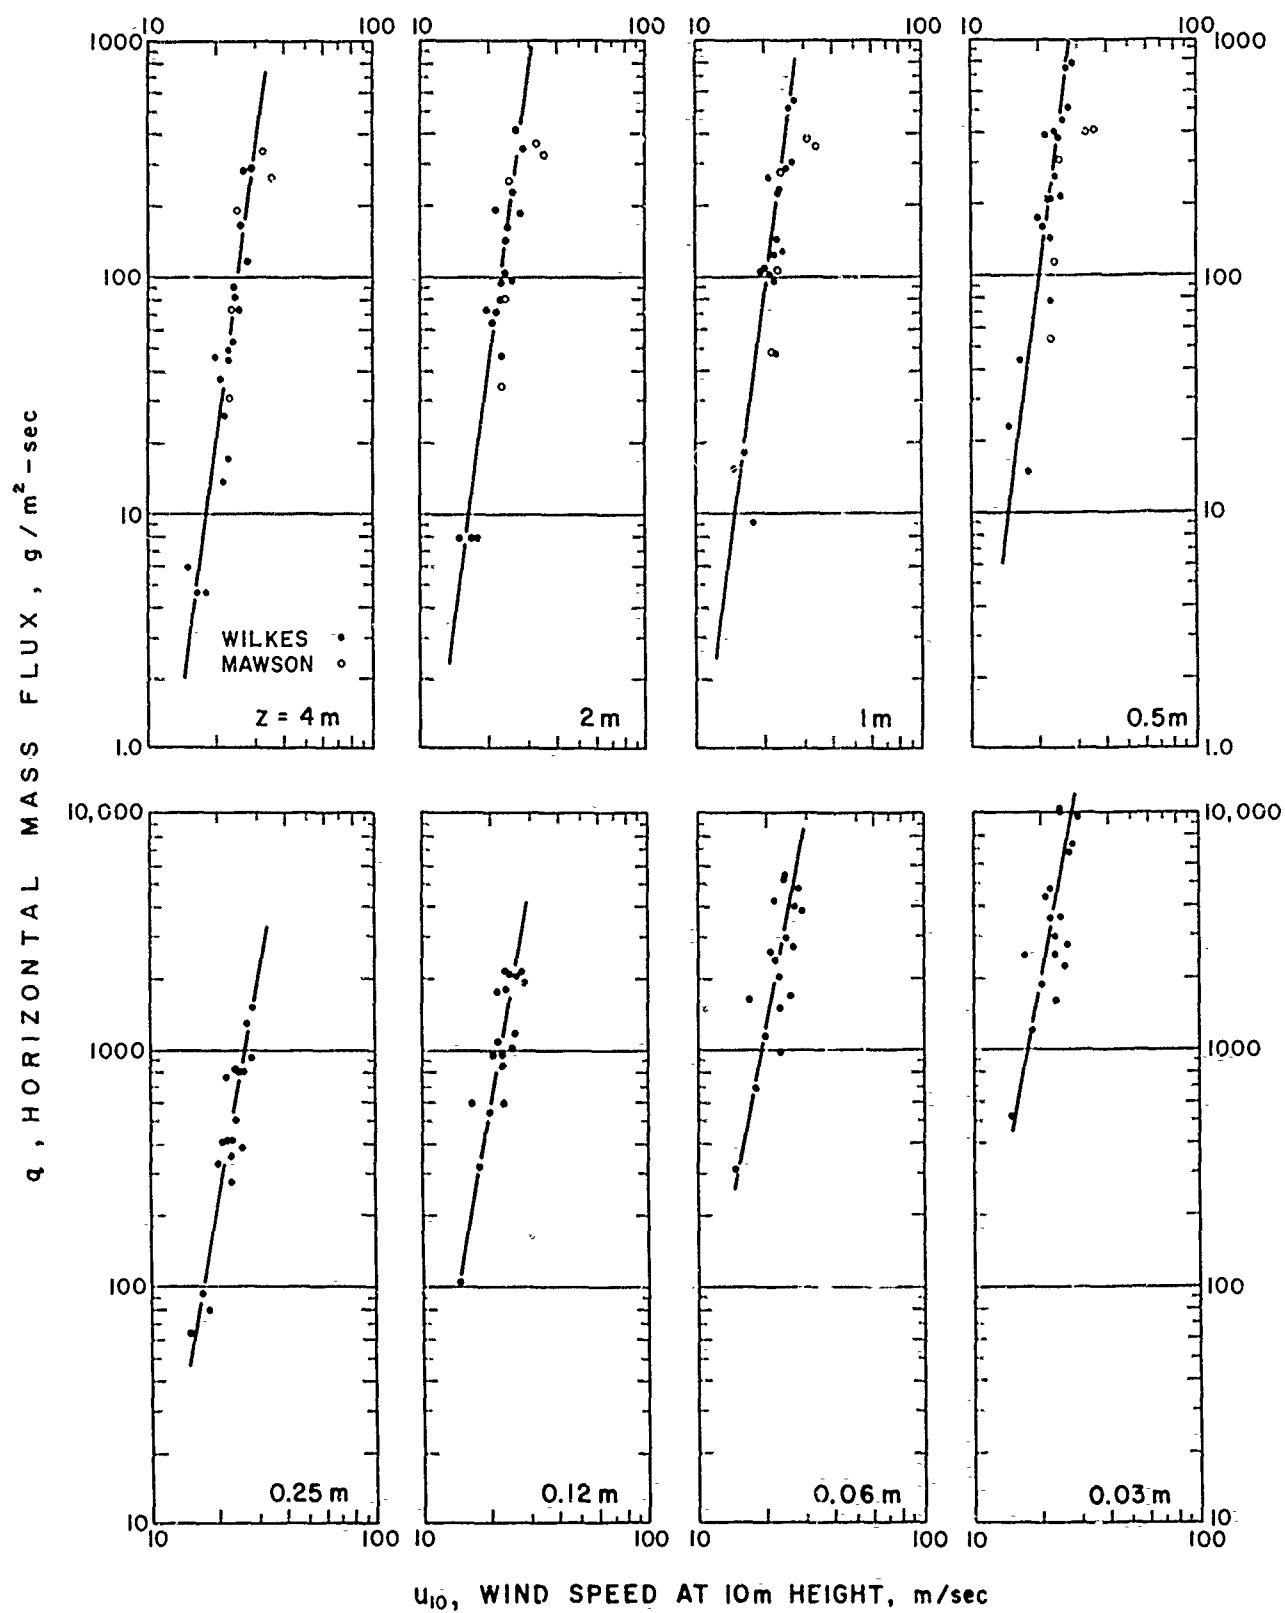 10 100 10 100 10 100
1000 1000
100 100
10 10
WILKES
MAWSON
z = 4 m 2 m 1 m 0.5 m
1.0 1.0
10,000 10,000
1000 1000
100 100
0.25 m 0.12 m 0.06 m 0.03 m
10 10
10 100 10 100 10 100 10 100
q, HORIZONTAL MASS FLUX, g/m²-sec
u₁₀, WIND SPEED AT 10m HEIGHT, m/sec